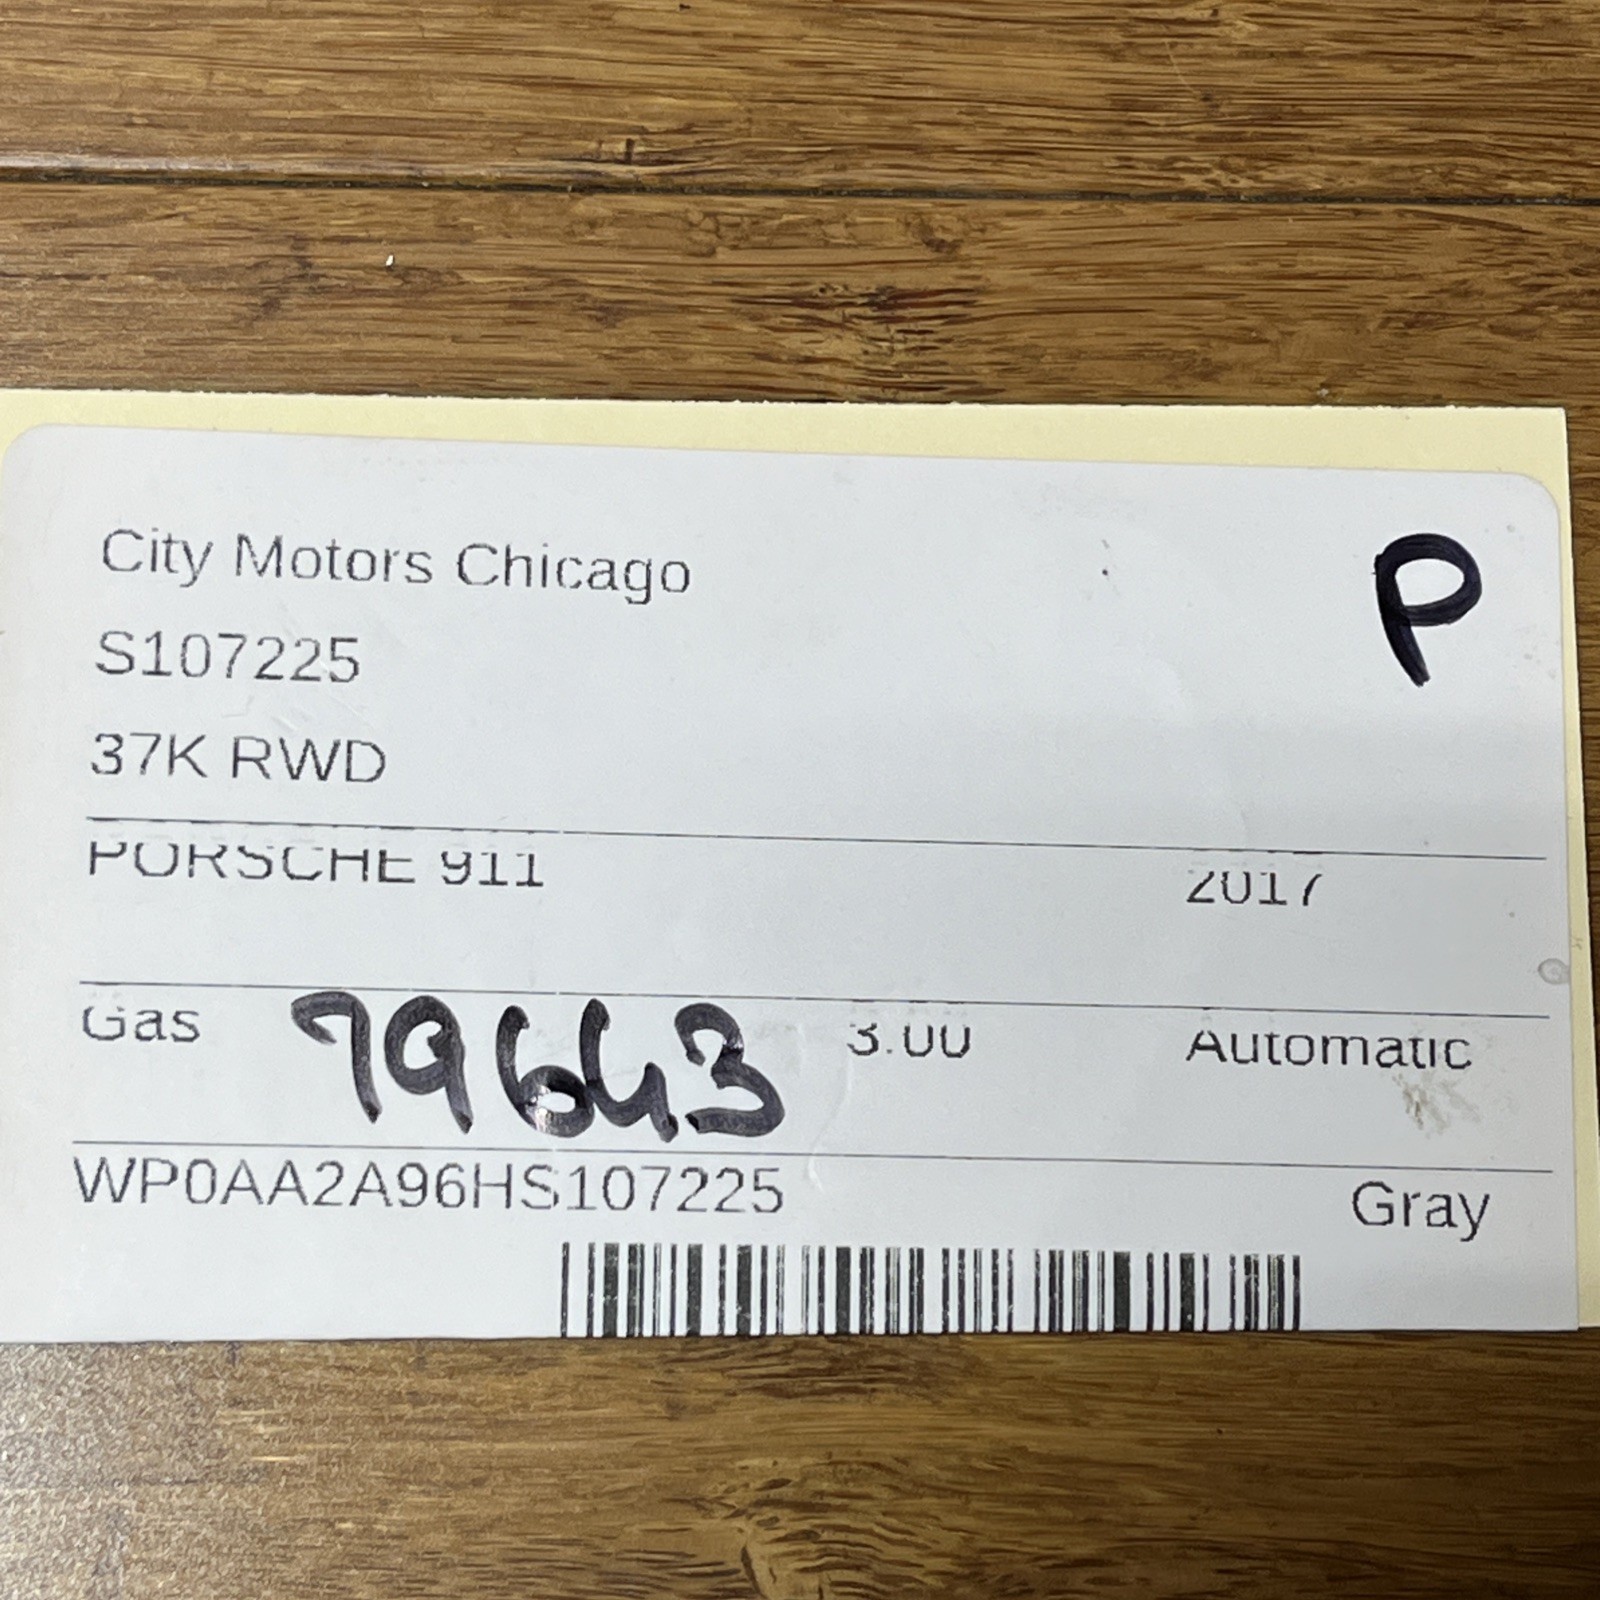 City Motors Chicago
P
S107225
37K RWD
PORSCHE 911 2017
Gas 79643 3.00 Automatic
WP0AA2A96HS107225 Gray